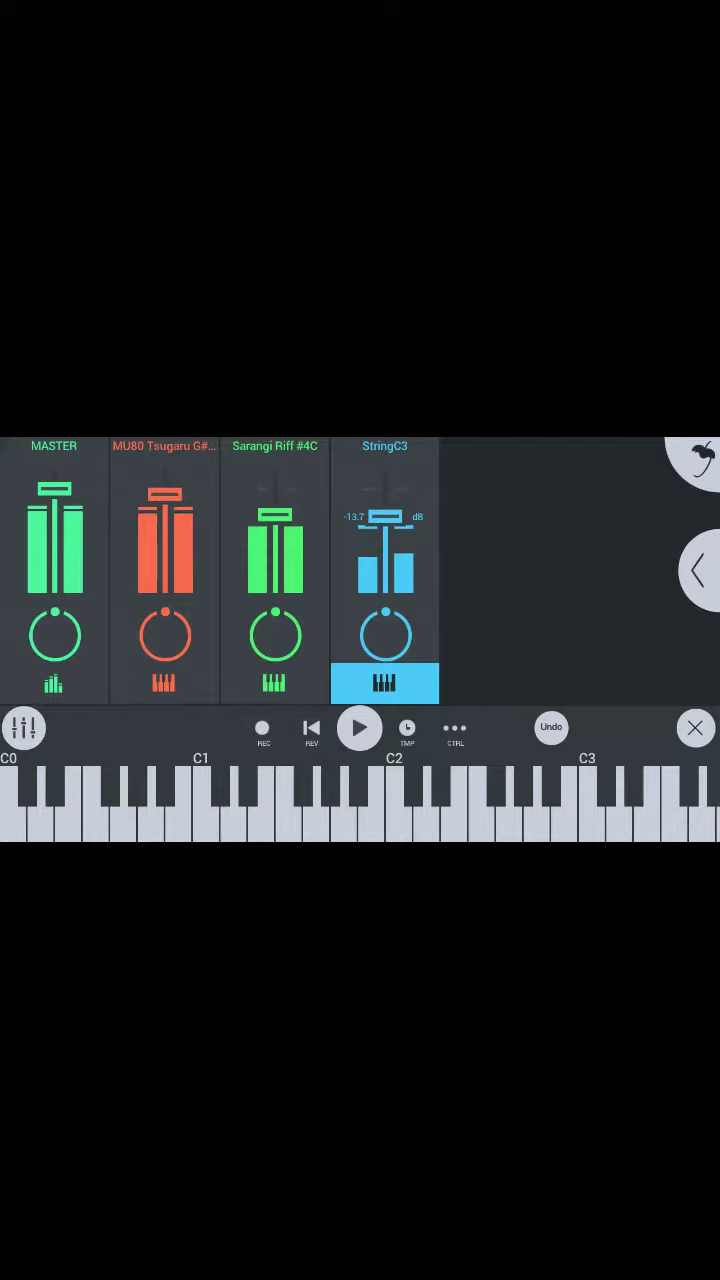 MASTER
MU80 Tsugaru G#...
Sarangi Riff #4C
StringC3
-13.7 dB
REC
REV
TMP
CTRL
Undo
C0
C1
C2
C3